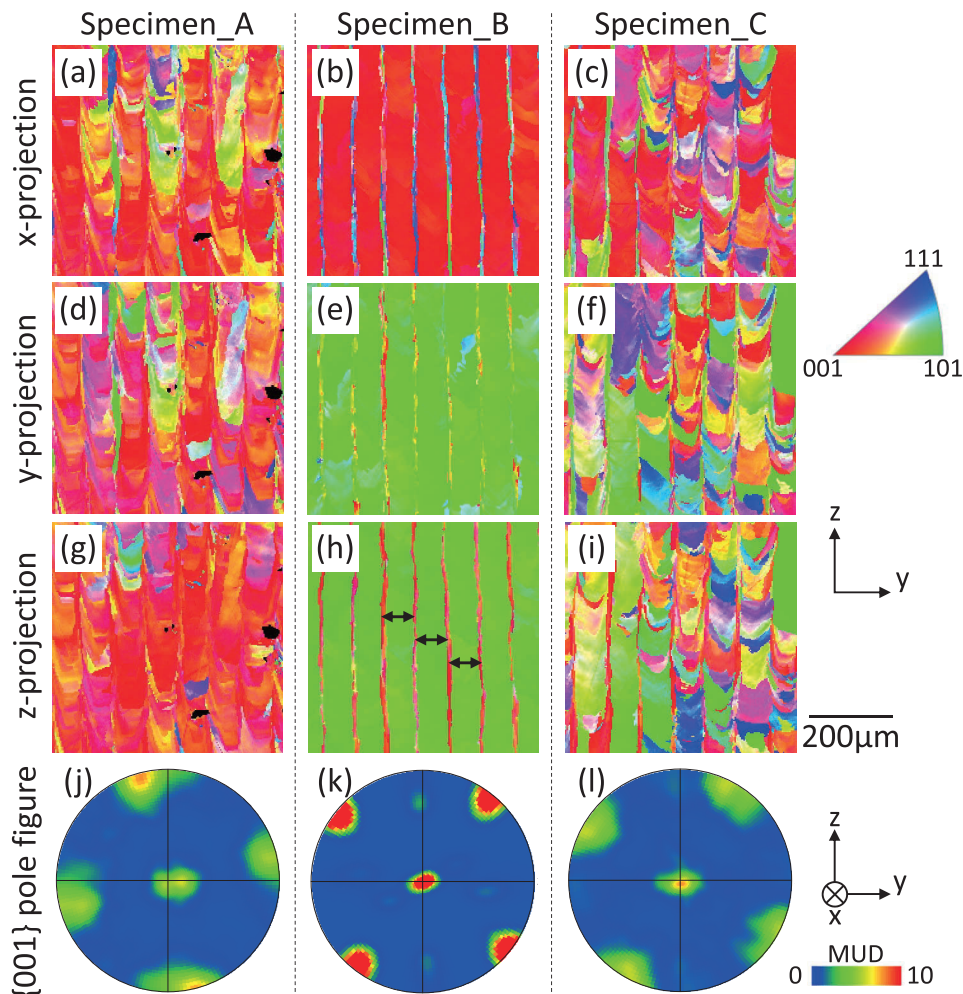 Specimen_A Specimen_B Specimen_C
x-projection
(a) (b) (c)
111
001 101
y-projection
(d) (e) (f)
z-projection
(g) (h) (i)
z
y
200μm
{001} pole figure
(j) (k) (l)
z
y
x
MUD
0 10